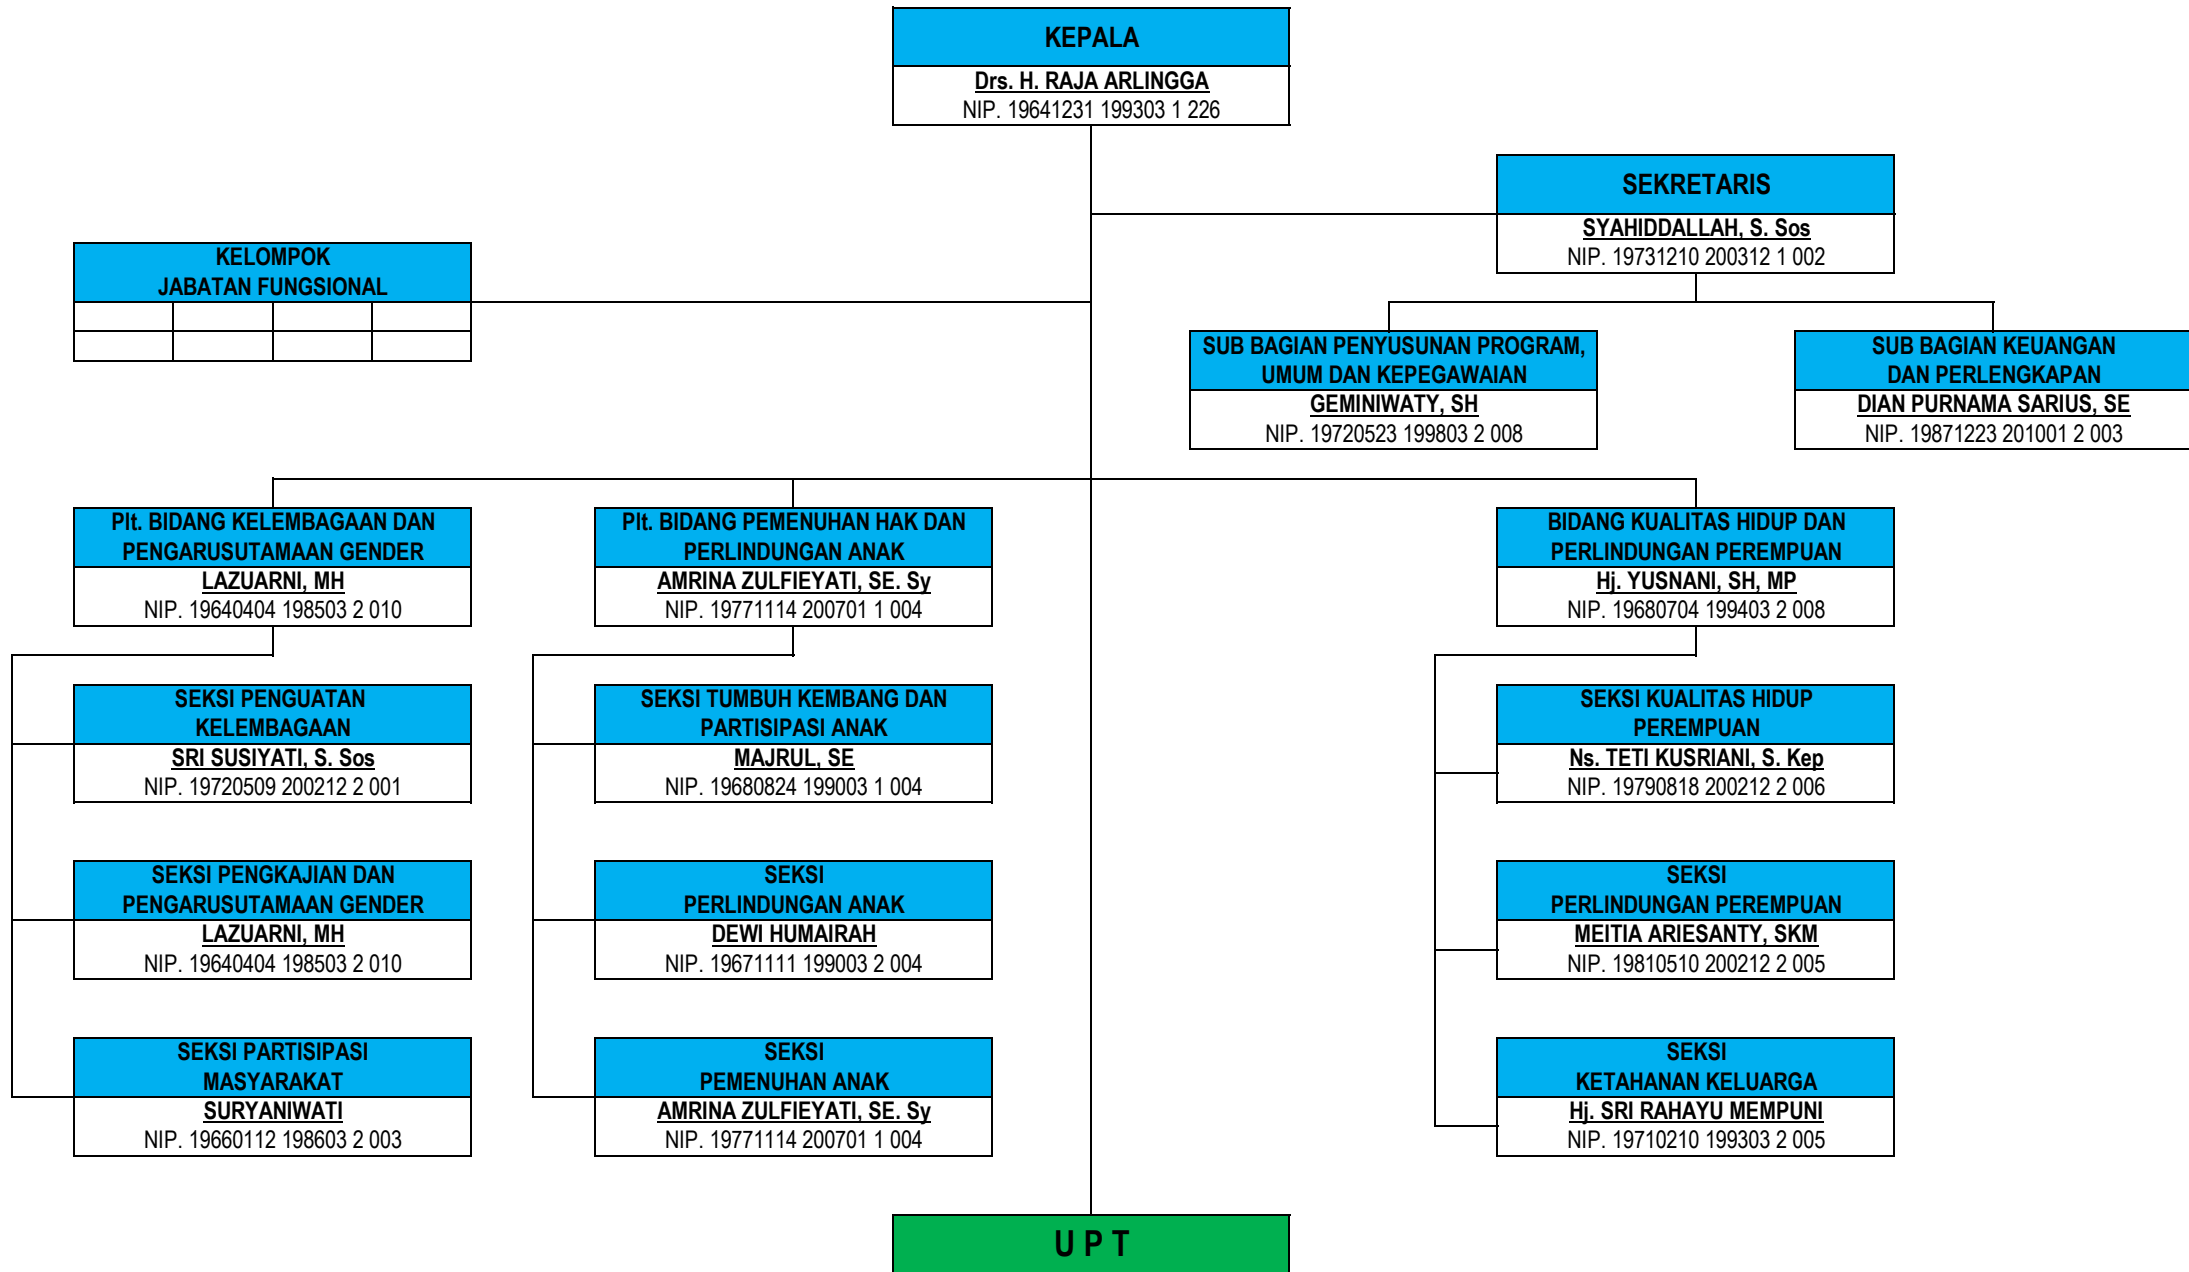 KEPALA
Drs. H. RAJA ARLINGGA
NIP. 19641231 199303 1 226
SEKRETARIS
SYAHIDDALLAH, S. Sos
NIP. 19731210 200312 1 002
KELOMPOK
JABATAN FUNGSIONAL
SUB BAGIAN PENYUSUNAN PROGRAM,
UMUM DAN KEPEGAWAIAN
GEMINIWATY, SH
NIP. 19720523 199803 2 008
SUB BAGIAN KEUANGAN
DAN PERLENGKAPAN
DIAN PURNAMA SARIUS, SE
NIP. 19871223 201001 2 003
Plt. BIDANG KELEMBAGAAN DAN
PENGARUSUTAMAAN GENDER
LAZUARNI, MH
NIP. 19640404 198503 2 010
Plt. BIDANG PEMENUHAN HAK DAN
PERLINDUNGAN ANAK
AMRINA ZULFIEYATI, SE. Sy
NIP. 19771114 200701 1 004
BIDANG KUALITAS HIDUP DAN
PERLINDUNGAN PEREMPUAN
Hj. YUSNANI, SH, MP
NIP. 19680704 199403 2 008
SEKSI PENGUATAN
KELEMBAGAAN
SRI SUSIYATI, S. Sos
NIP. 19720509 200212 2 001
SEKSI TUMBUH KEMBANG DAN
PARTISIPASI ANAK
MAJRUL, SE
NIP. 19680824 199003 1 004
SEKSI KUALITAS HIDUP
PEREMPUAN
Ns. TETI KUSRIANI, S. Kep
NIP. 19790818 200212 2 006
SEKSI PENGKAJIAN DAN
PENGARUSUTAMAAN GENDER
LAZUARNI, MH
NIP. 19640404 198503 2 010
SEKSI
PERLINDUNGAN ANAK
DEWI HUMAIRAH
NIP. 19671111 199003 2 004
SEKSI
PERLINDUNGAN PEREMPUAN
MEITIA ARIESANTY, SKM
NIP. 19810510 200212 2 005
SEKSI PARTISIPASI
MASYARAKAT
SURYANIWATI
NIP. 19660112 198603 2 003
SEKSI
PEMENUHAN ANAK
AMRINA ZULFIEYATI, SE. Sy
NIP. 19771114 200701 1 004
SEKSI
KETAHANAN KELUARGA
Hj. SRI RAHAYU MEMPUNI
NIP. 19710210 199303 2 005
U P T